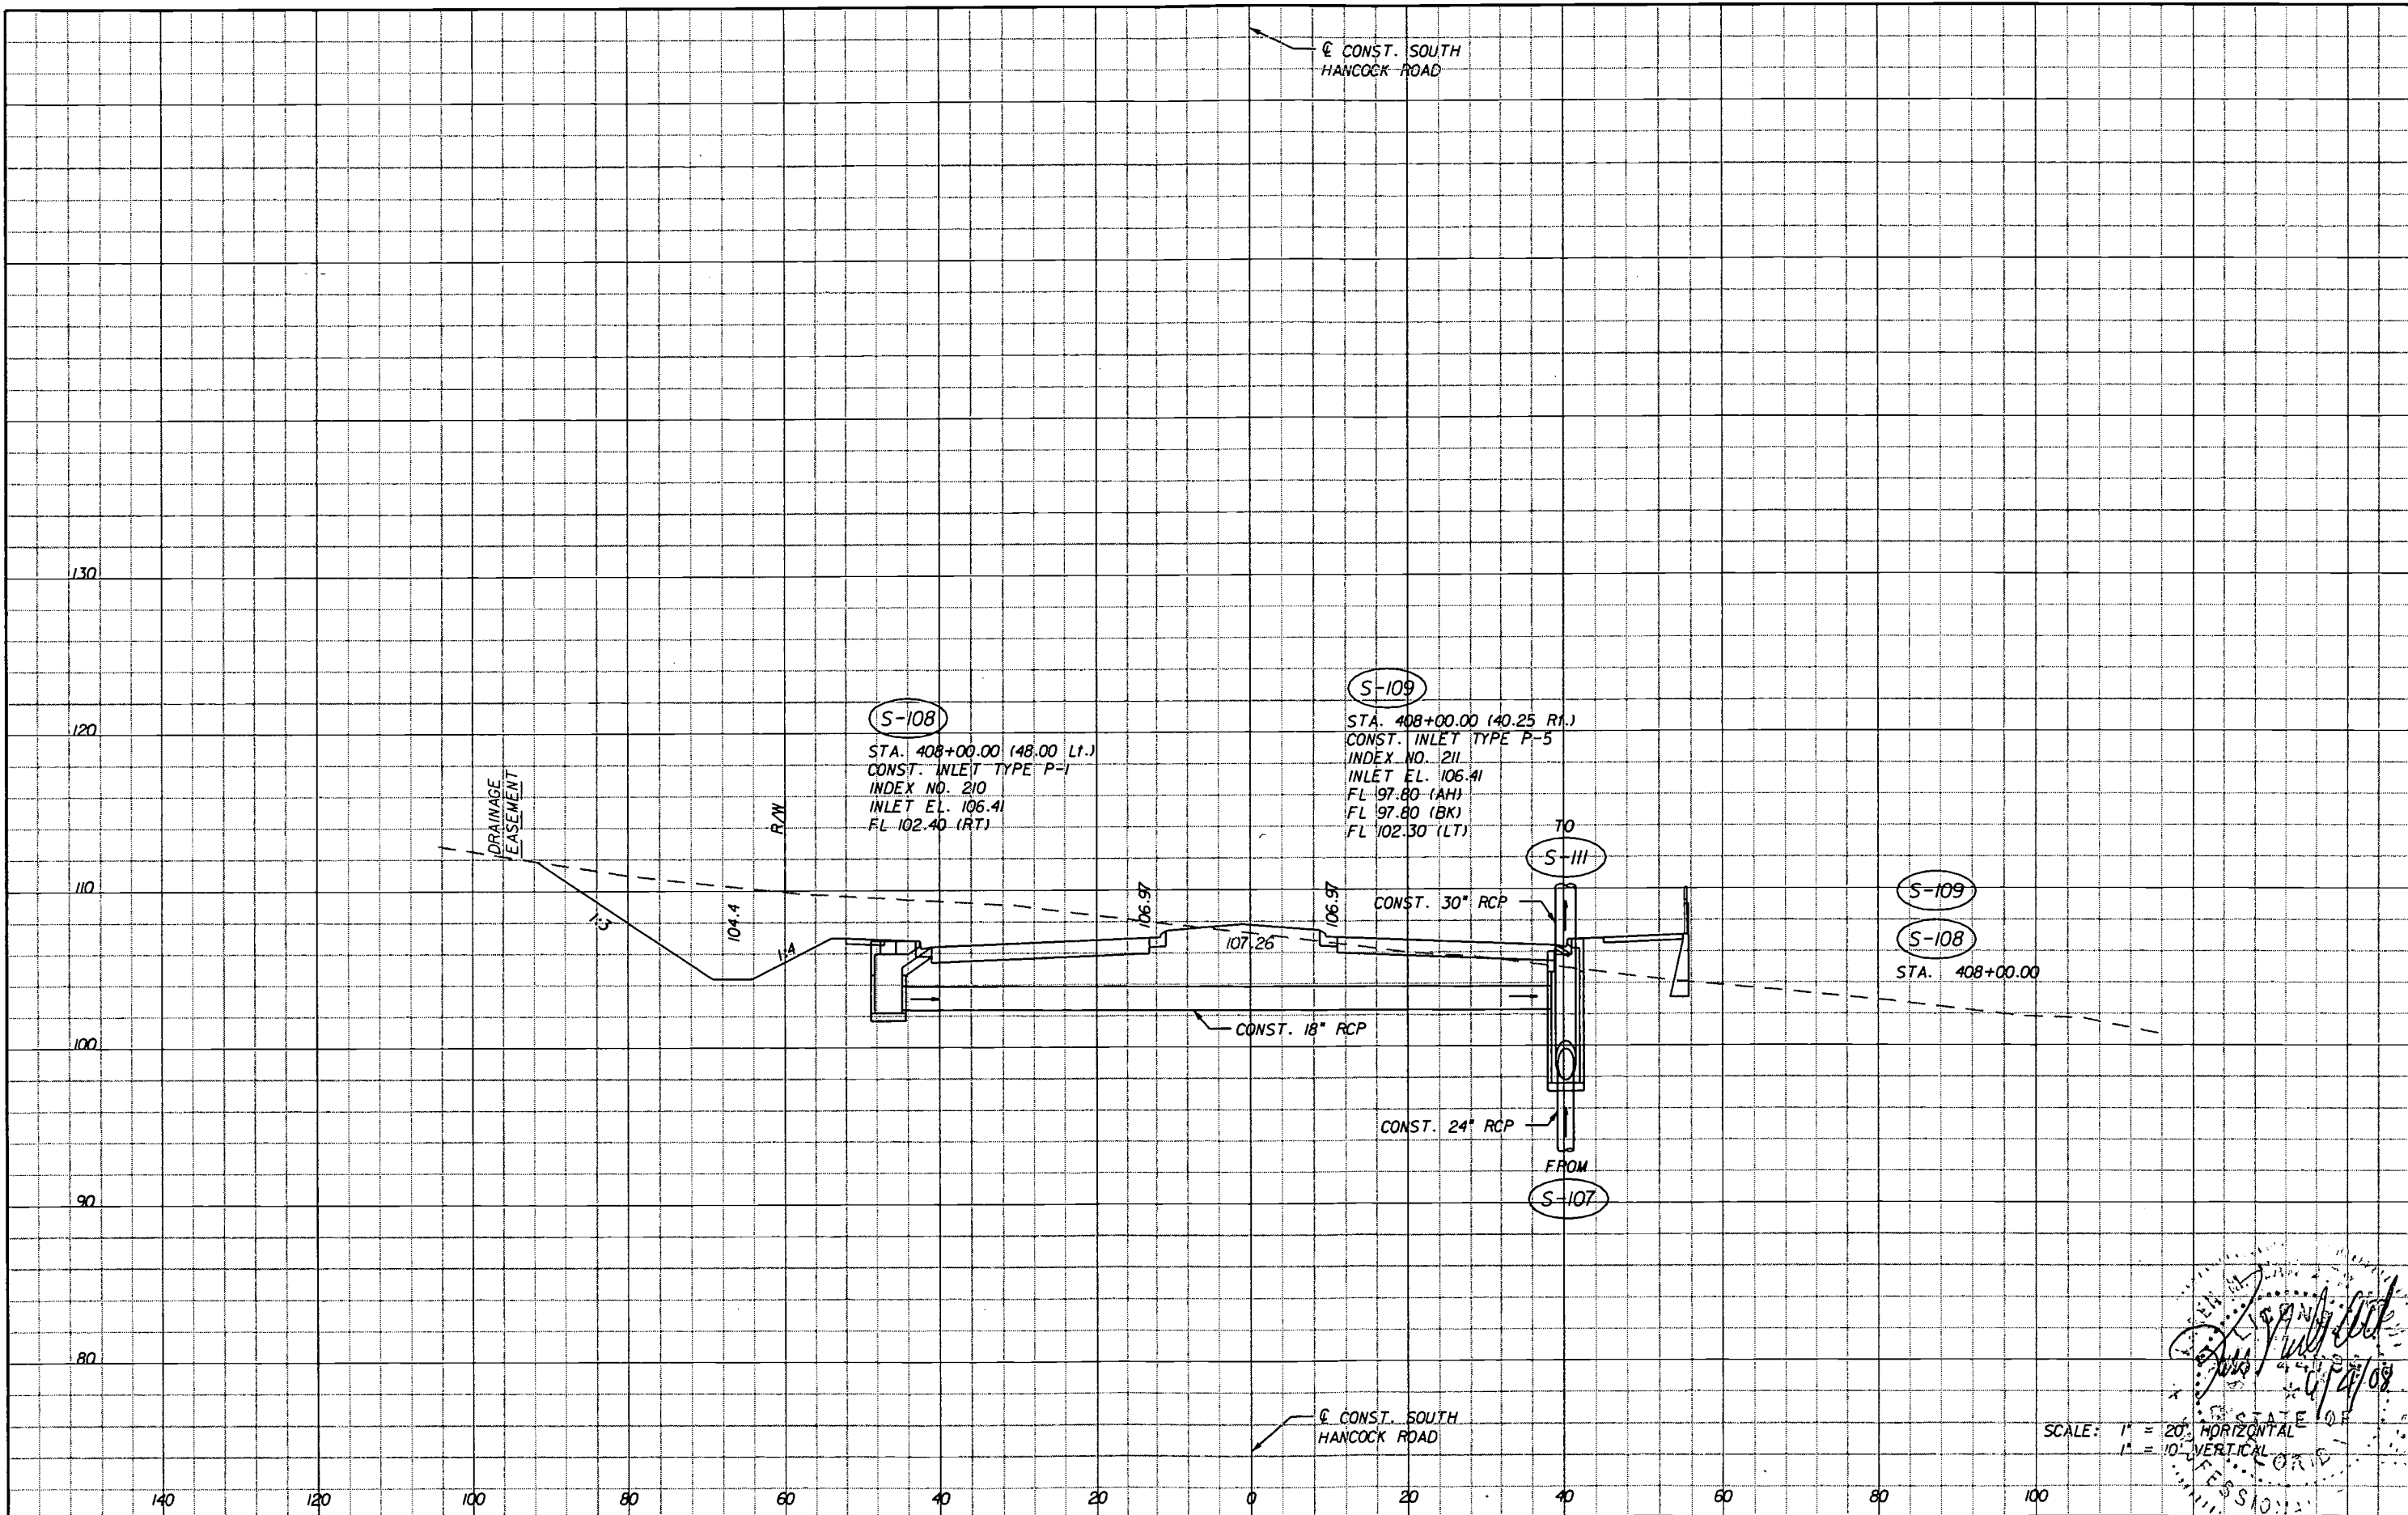 ℄ CONST. SOUTH
HANCOCK ROAD
130
120
110
100
90
80
DRAINAGE
EASEMENT
R/W
1:3
104.4
1:4
S-108
STA. 408+00.00 (48.00 Lt.)
CONST. INLET TYPE P-1
INDEX NO. 210
INLET EL. 106.41
FL 102.40 (RT)
S-109
STA. 408+00.00 (40.25 Rt.)
CONST. INLET TYPE P-5
INDEX NO. 211
INLET EL. 106.41
FL 97.80 (AH)
FL 97.80 (BK)
FL 102.30 (LT)
TO
S-111
106.97
107.26
106.97
CONST. 30" RCP
CONST. 18" RCP
CONST. 24" RCP
FROM
S-107
S-109
S-108
STA. 408+00.00
℄ CONST. SOUTH
HANCOCK ROAD
STATE OF
SCALE: 1" = 20' HORIZONTAL
1" = 10' VERTICAL
140 120 100 80 60 40 20 0 20 40 60 80 100